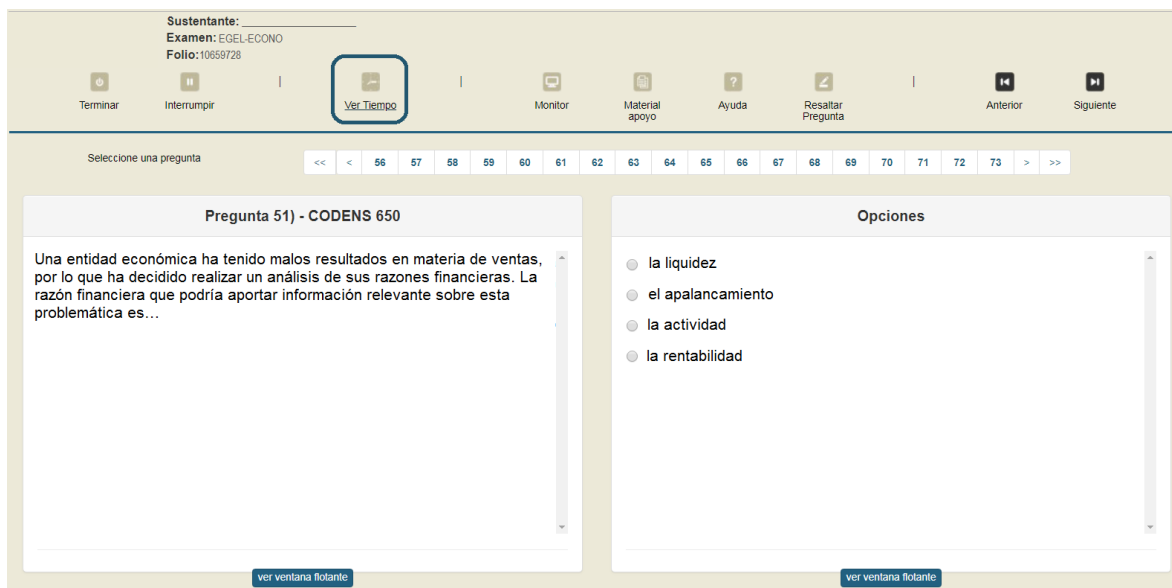 Sustentante:
Examen: EGEL-ECONO
Folio:10659728
Terminar
Interrumpir
|
Ver Tiempo
|
Monitor
Material
apoyo
Ayuda
Resaltar
Pregunta
|
Anterior
Siguiente
Seleccione una pregunta
<< < 56 57 58 59 60 61 62 63 64 65 66 67 68 69 70 71 72 73 > >>
Pregunta 51) - CODENS 650
Una entidad económica ha tenido malos resultados en materia de ventas,
por lo que ha decidido realizar un análisis de sus razones financieras. La
razón financiera que podría aportar información relevante sobre esta
problemática es…
ver ventana flotante
Opciones
la liquidez
el apalancamiento
la actividad
la rentabilidad
ver ventana flotante